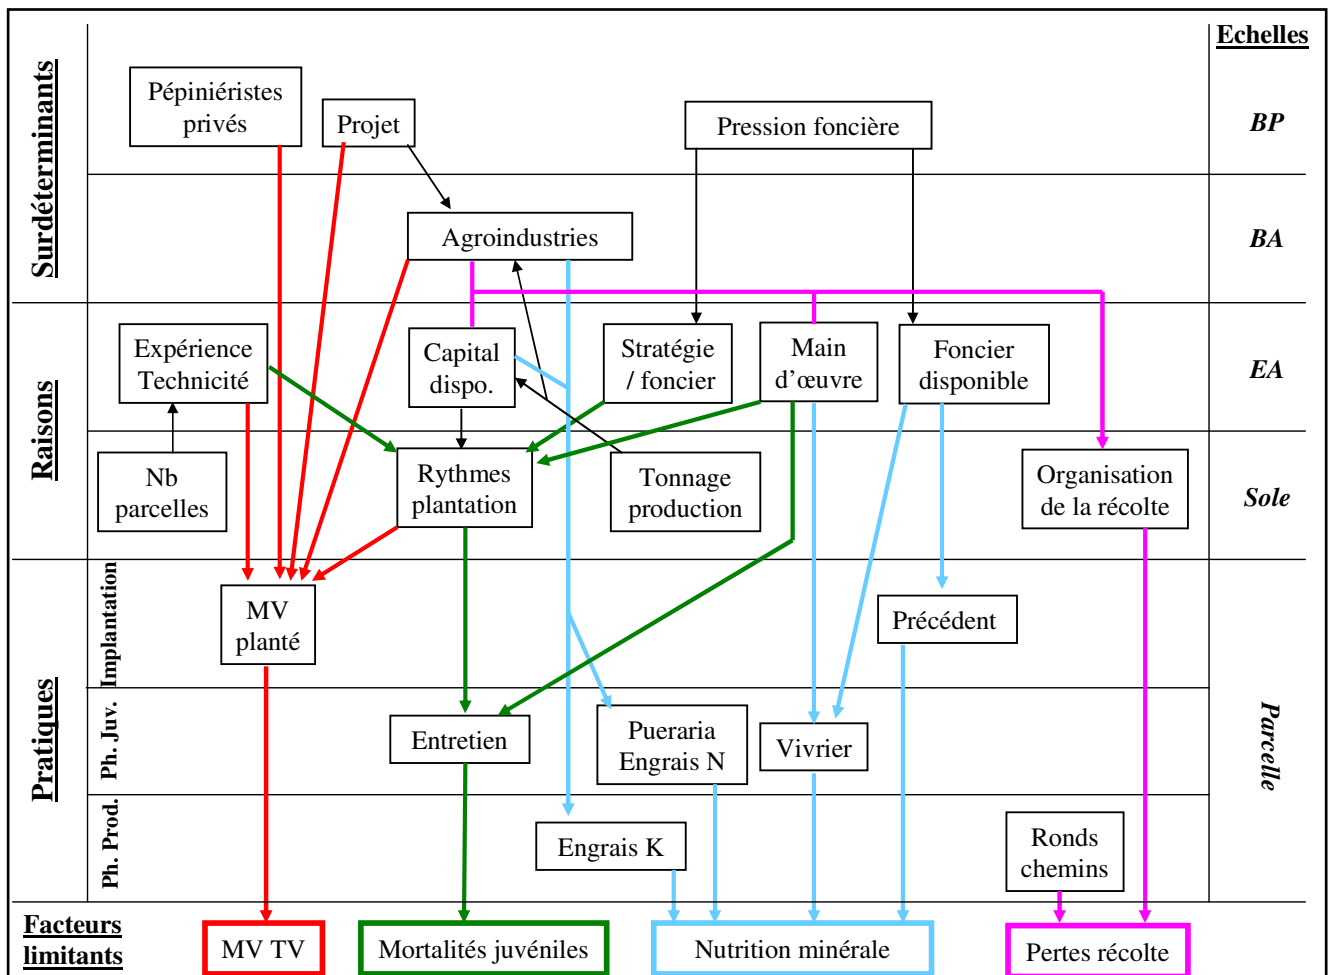 Echelles
Surdéterminants
Pépiniéristes
privés
Projet
Pression foncière
BP
Agroindustries
BA
Raisons
Expérience
Technicité
Capital
dispo.
Stratégie
/ foncier
Main
d'œuvre
Foncier
disponible
EA
Nb
parcelles
Rythmes
plantation
Tonnage
production
Organisation
de la récolte
Sole
Pratiques
Implantation
MV
planté
Précédent
Parcelle
Ph. Juv.
Entretien
Pueraria
Engrais N
Vivrier
Ph. Prod.
Engrais K
Ronds
chemins
Facteurs
limitants
MV TV
Mortalités juvéniles
Nutrition minérale
Pertes récolte